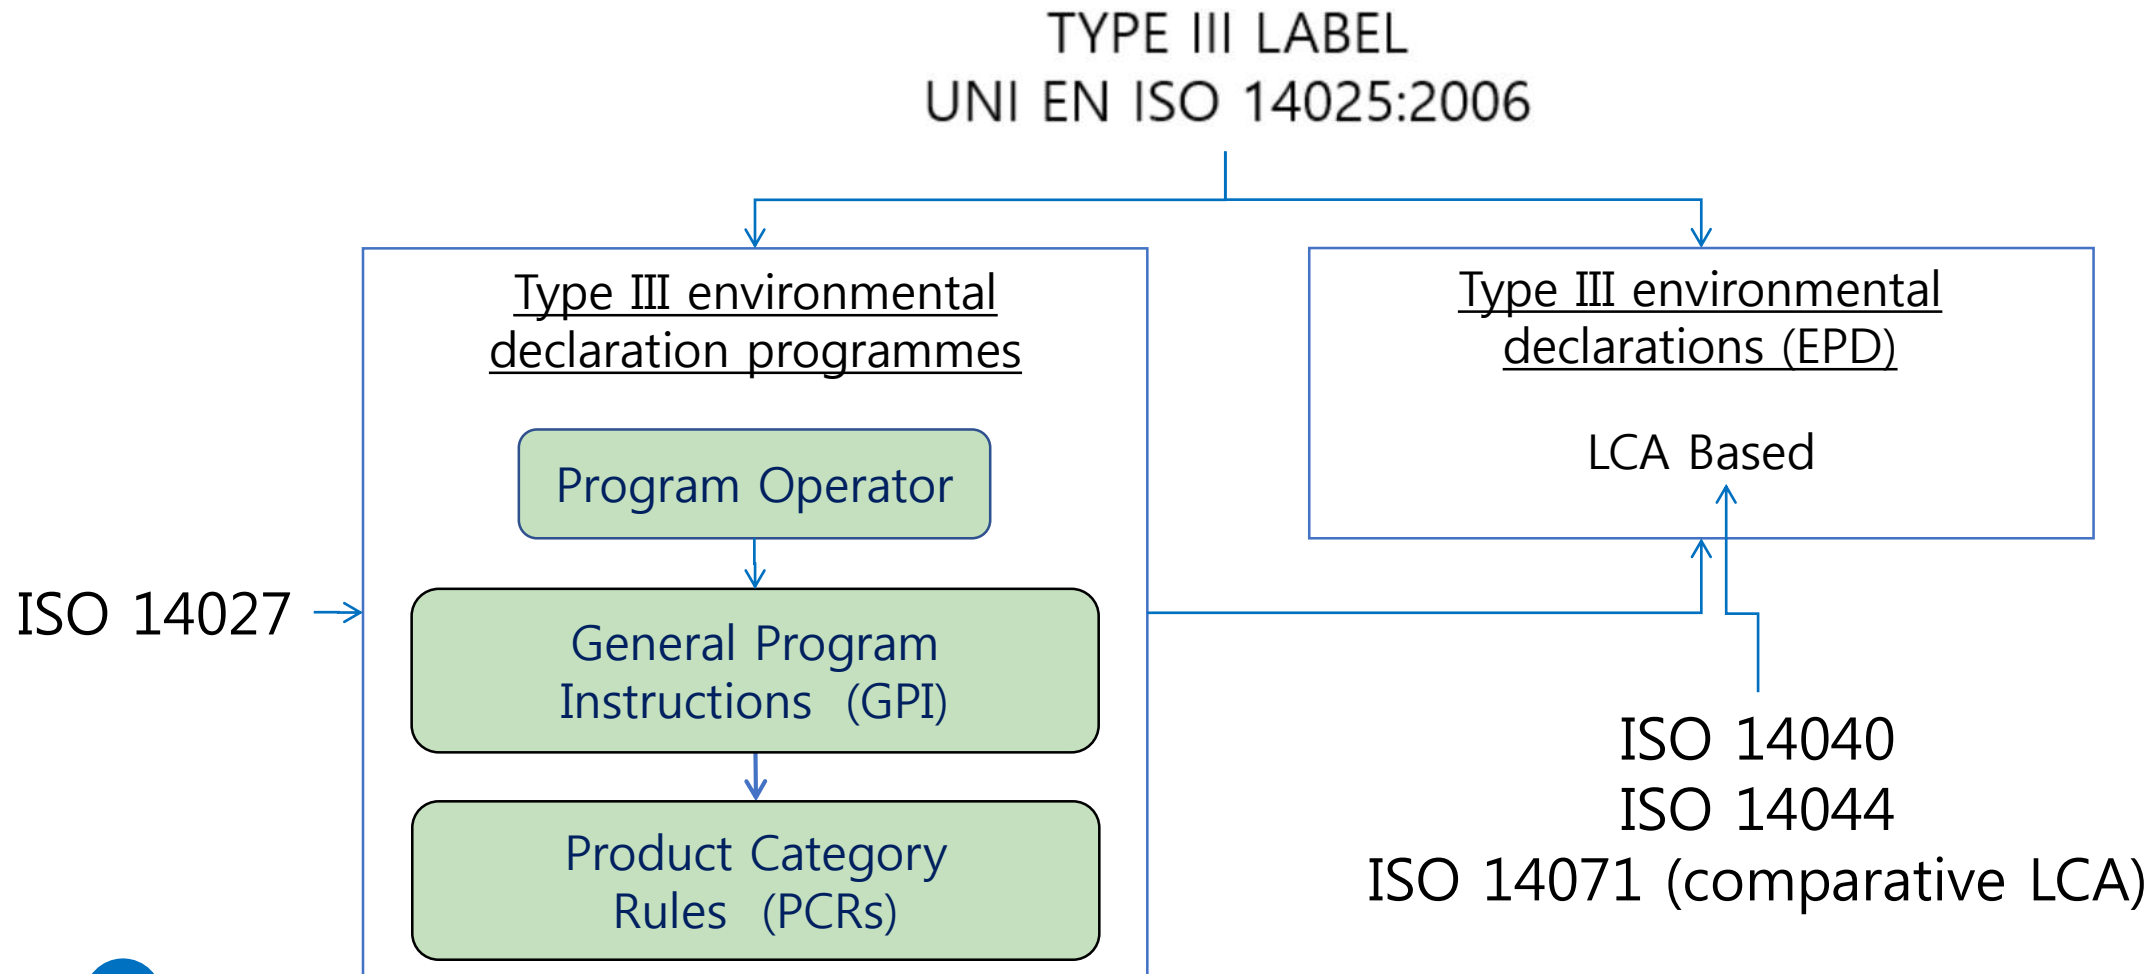 TYPE III LABEL
UNI EN ISO 14025:2006
Type III environmental
declaration programmes
Type III environmental
declarations (EPD)
LCA Based
Program Operator
ISO 14027
General Program
Instructions (GPI)
Product Category
Rules (PCRs)
ISO 14040
ISO 14044
ISO 14071 (comparative LCA)